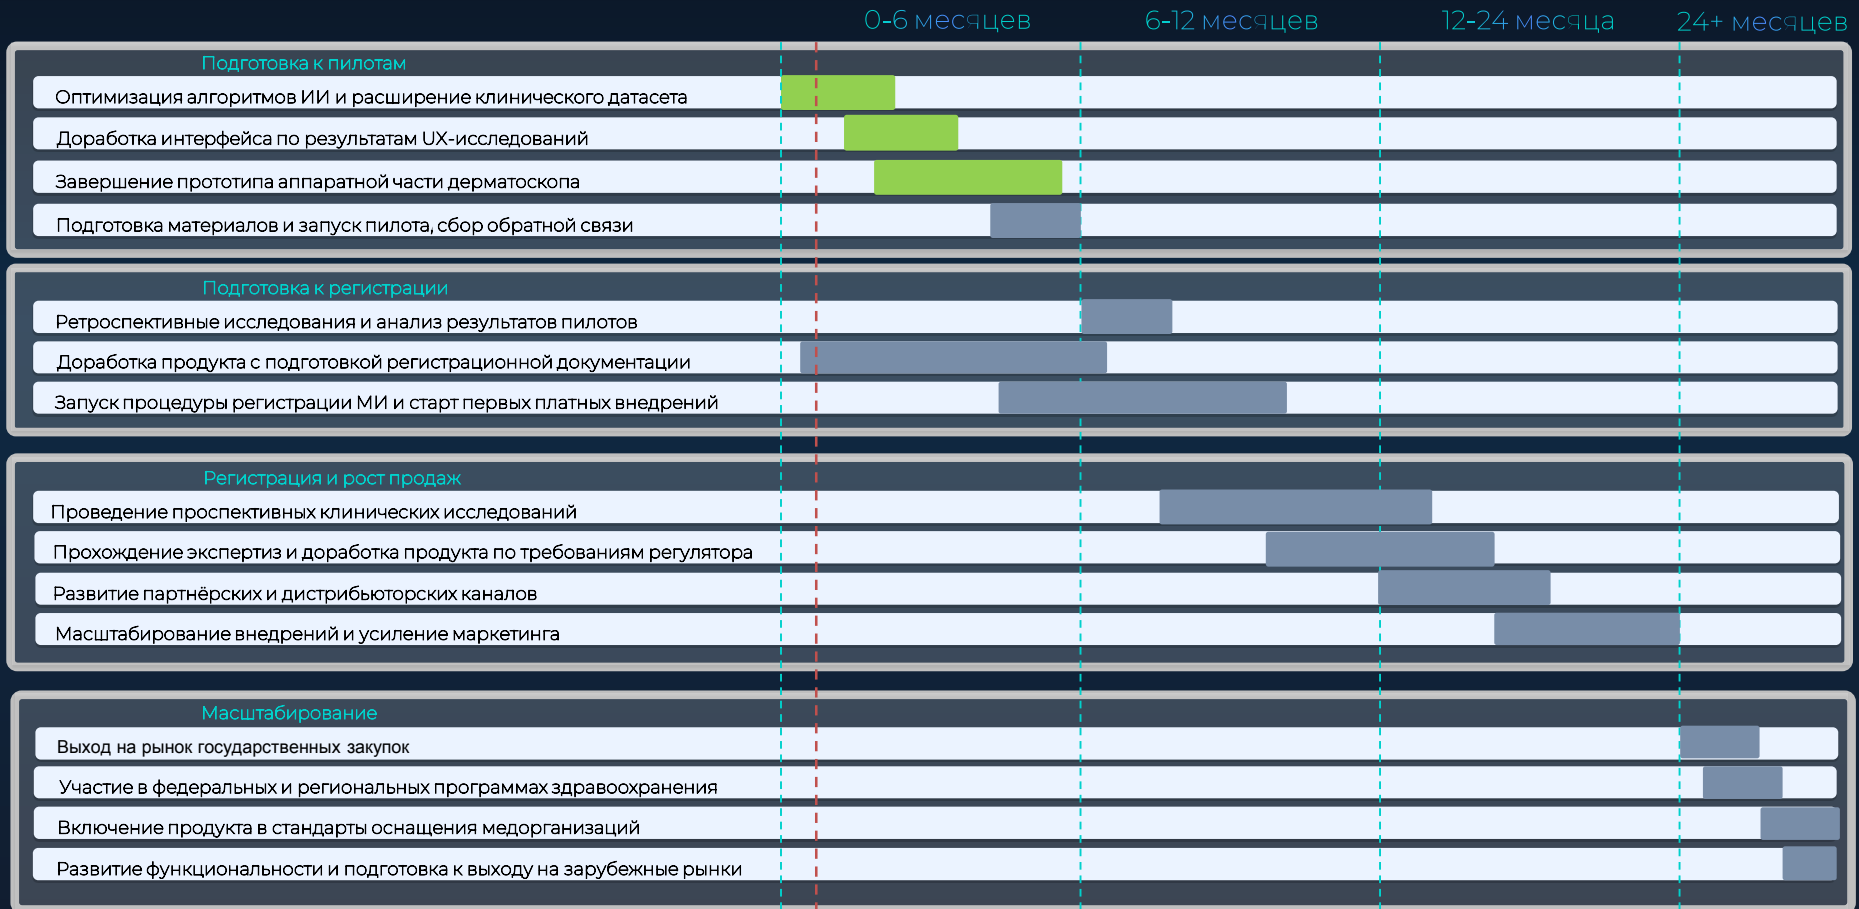 0-6 месяцев 6-12 месяцев 12-24 месяца 24+ месяцев
Подготовка к пилотам
Оптимизация алгоритмов ИИ и расширение клинического датасета
Доработка интерфейса по результатам UX-исследований
Завершение прототипа аппаратной части дерматоскопа
Подготовка материалов и запуск пилота, сбор обратной связи
Подготовка к регистрации
Ретроспективные исследования и анализ результатов пилотов
Доработка продукта с подготовкой регистрационной документации
Запуск процедуры регистрации МИ и старт первых платных внедрений
Регистрация и рост продаж
Проведение проспективных клинических исследований
Прохождение экспертиз и доработка продукта по требованиям регулятора
Развитие партнёрских и дистрибьюторских каналов
Масштабирование внедрений и усиление маркетинга
Масштабирование
Выход на рынок государственных закупок
Участие в федеральных и региональных программах здравоохранения
Включение продукта в стандарты оснащения медорганизаций
Развитие функциональности и подготовка к выходу на зарубежные рынки